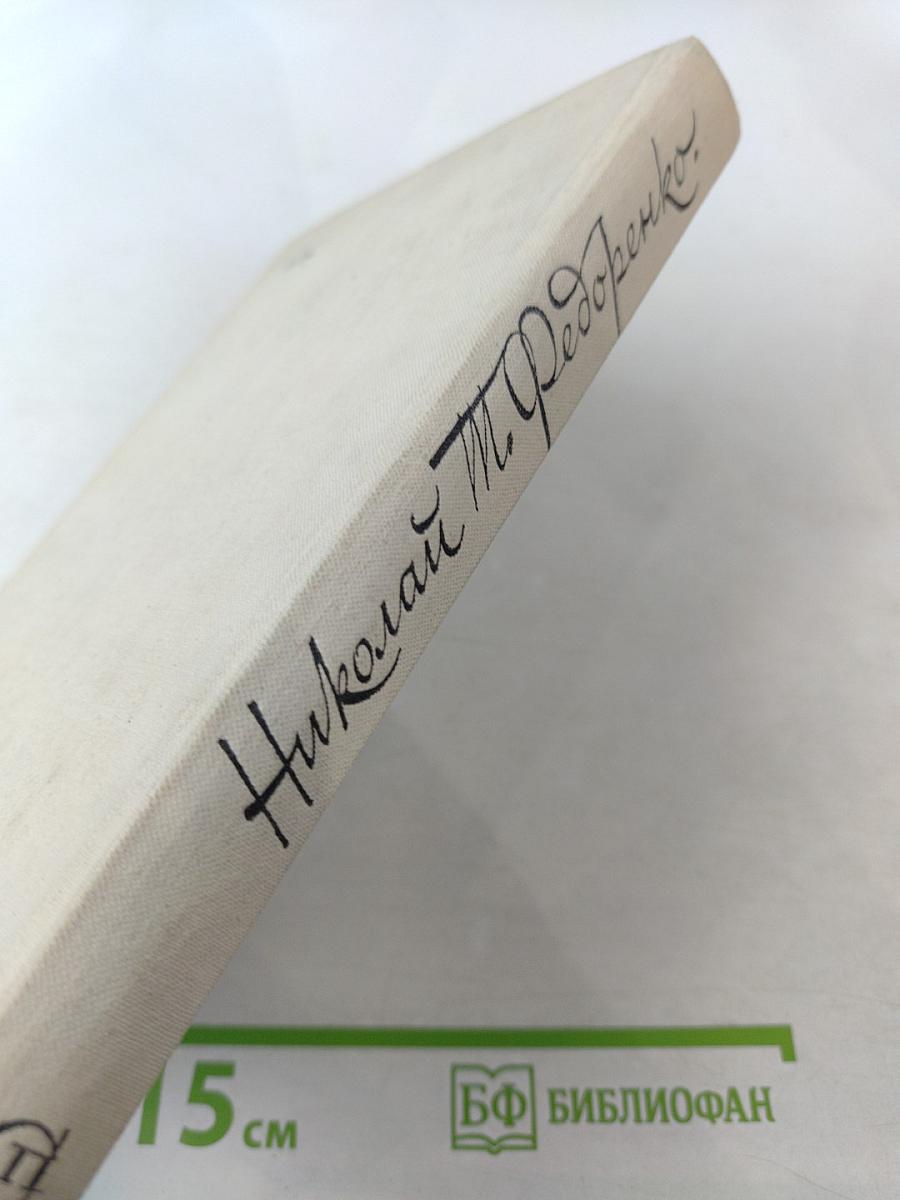 Николай Т. Федоренко.
15 см
БФ БИБЛИОФАН